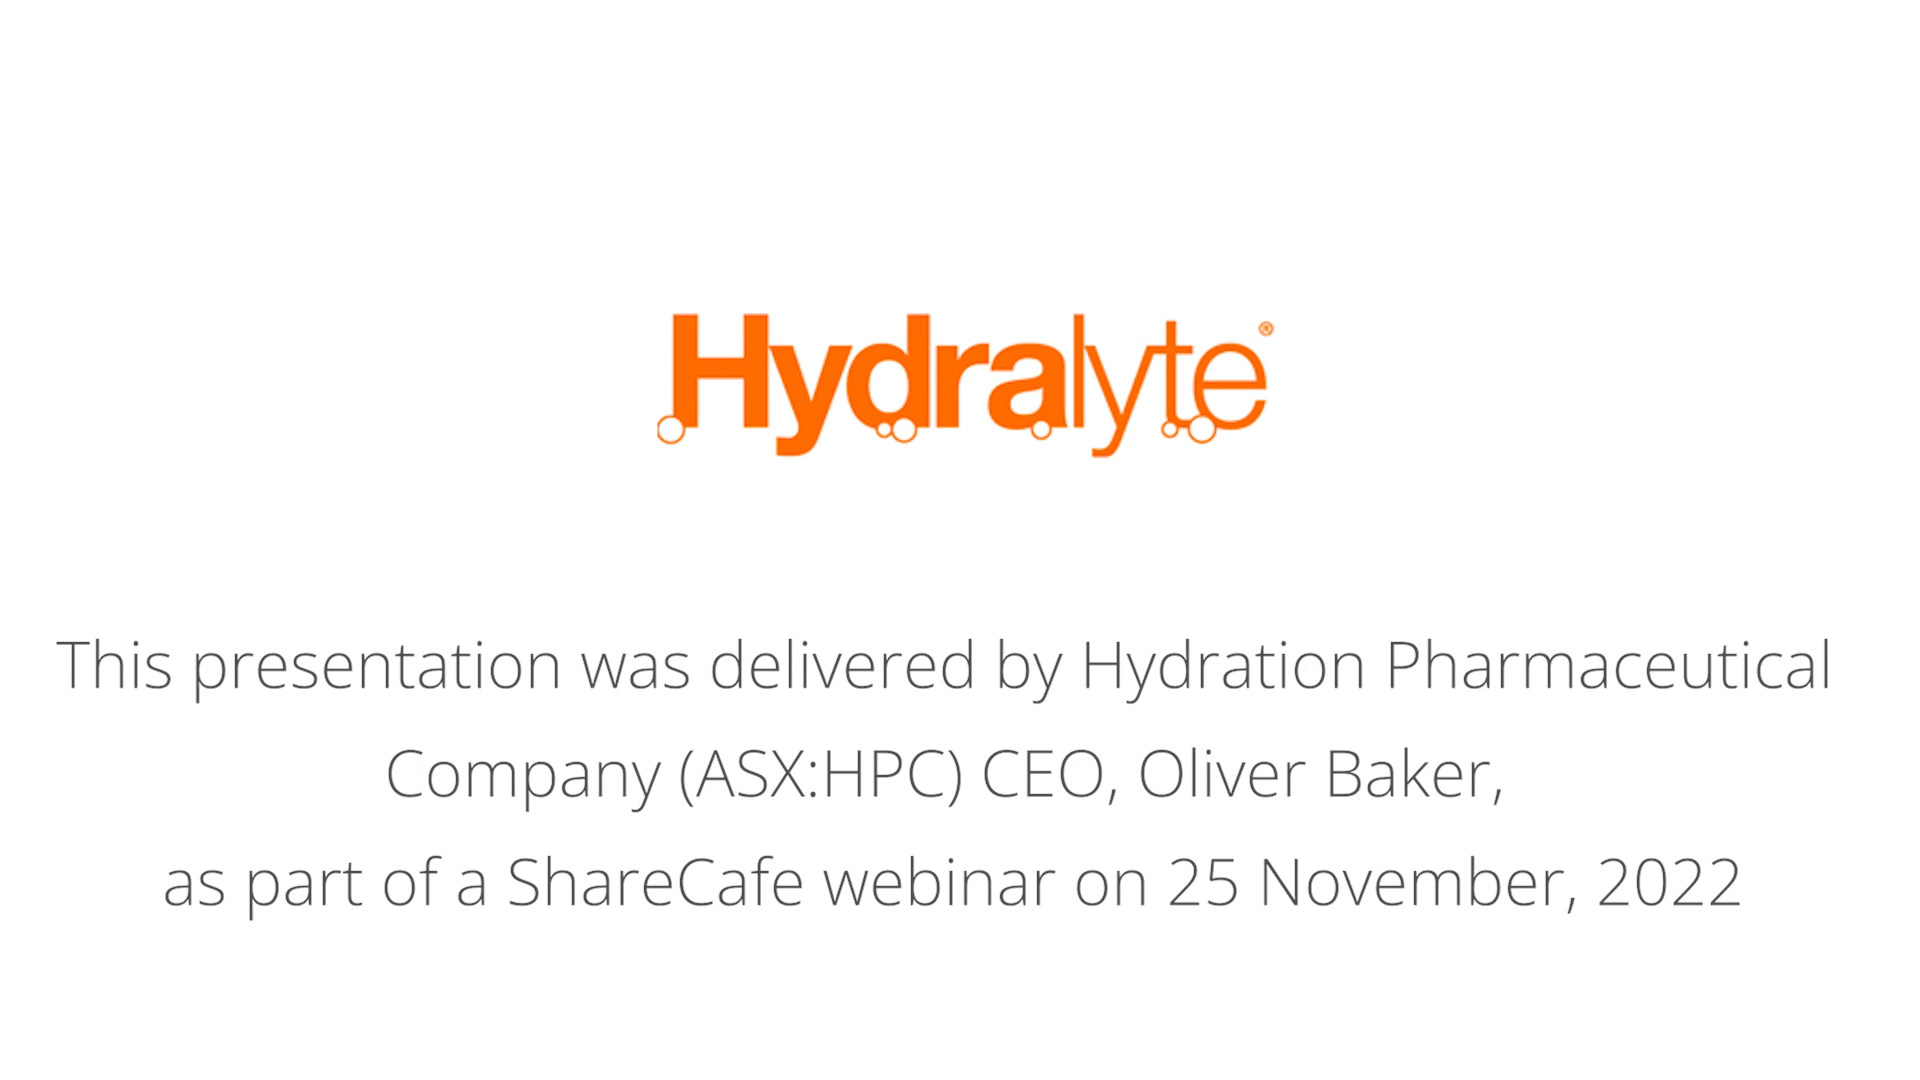 Hydralyte®
This presentation was delivered by Hydration Pharmaceutical
Company (ASX:HPC) CEO, Oliver Baker,
as part of a ShareCafe webinar on 25 November, 2022